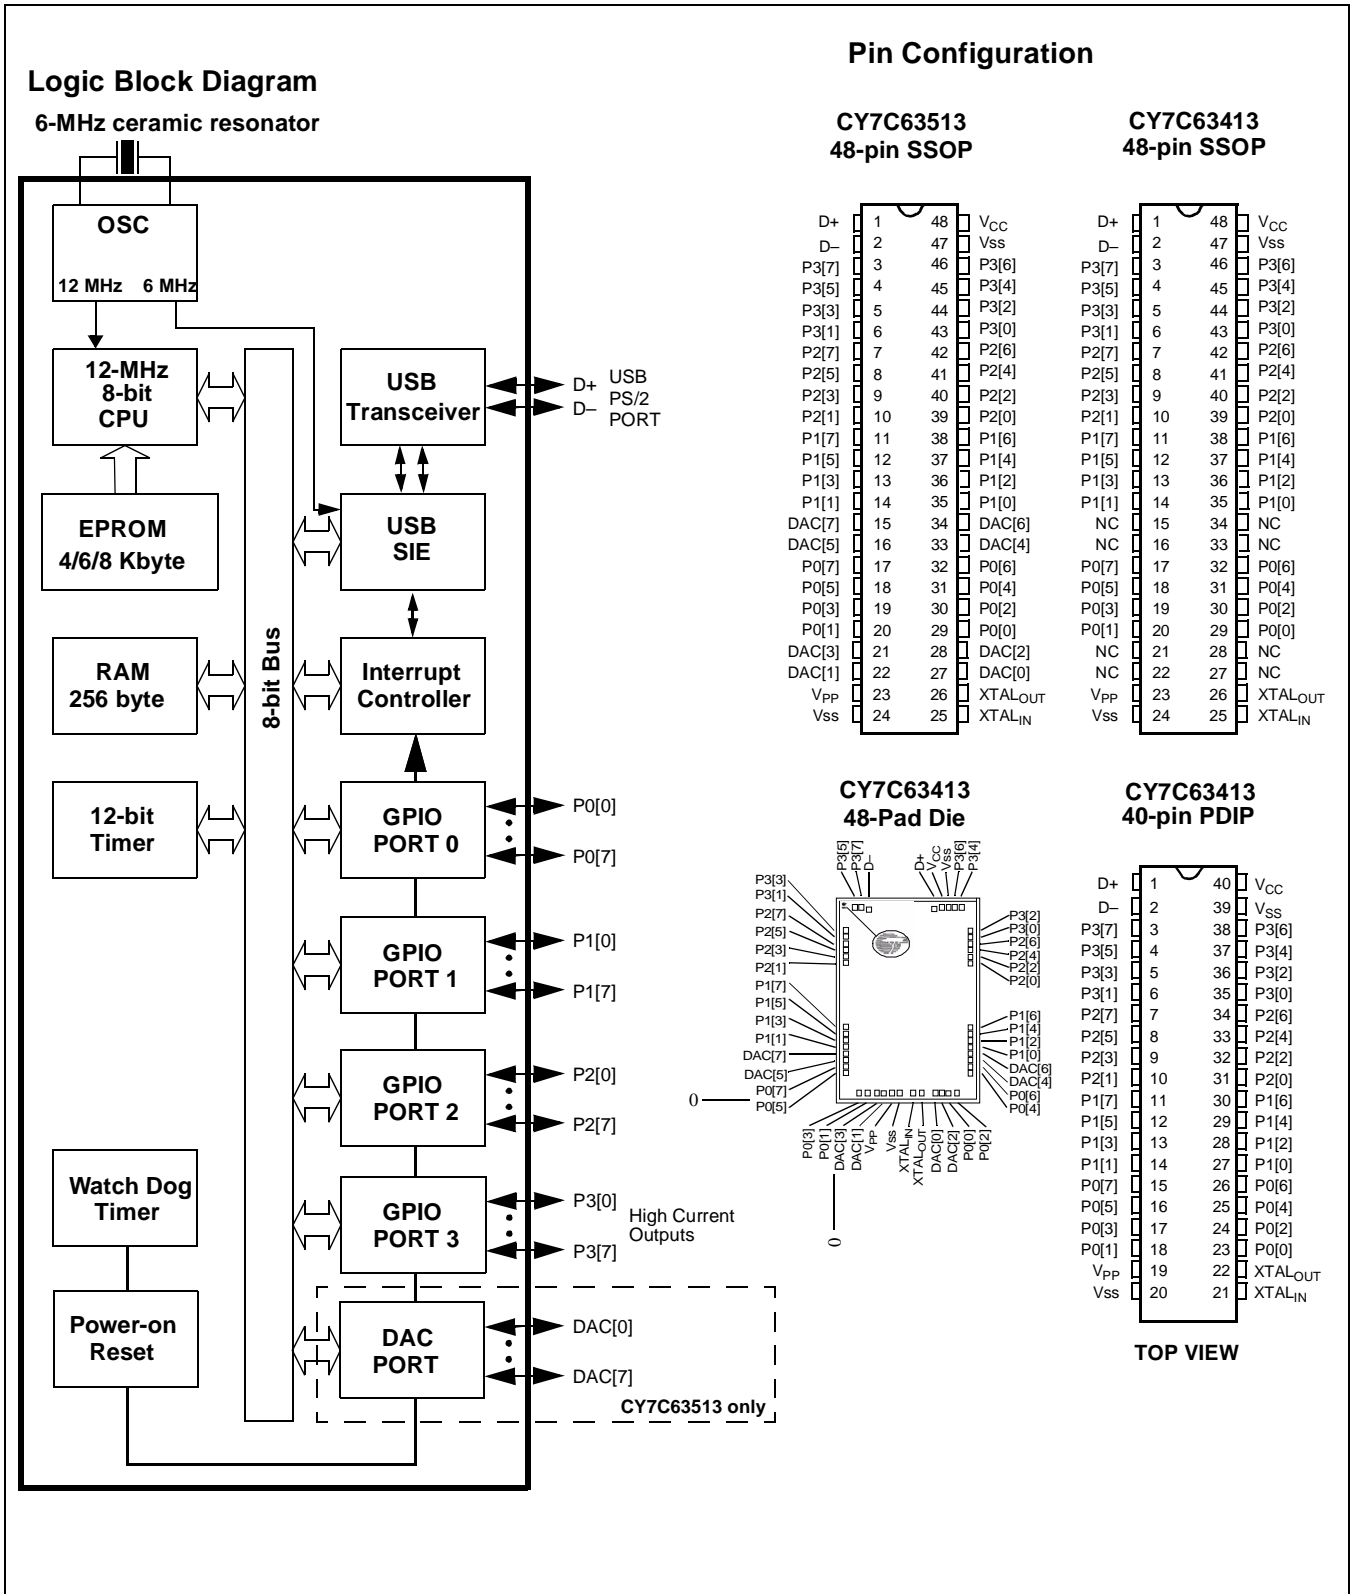 Pin Configuration
Logic Block Diagram
6-MHz ceramic resonator
OSC
12 MHz 6 MHz
12-MHz
8-bit
CPU
USB
Transceiver
D+ USB
D– PS/2
PORT
EPROM
4/6/8 Kbyte
USB
SIE
8-bit Bus
RAM
256 byte
Interrupt
Controller
12-bit
Timer
GPIO
PORT 0
P0[0]
P0[7]
GPIO
PORT 1
P1[0]
P1[7]
GPIO
PORT 2
P2[0]
P2[7]
Watch Dog
Timer
GPIO
PORT 3
P3[0]
P3[7]
High Current
Outputs
Power-on
Reset
DAC
PORT
DAC[0]
DAC[7]
CY7C63513 only
CY7C63513
48-pin SSOP
D+ 1 48 VCC
D– 2 47 Vss
P3[7] 3 46 P3[6]
P3[5] 4 45 P3[4]
P3[3] 5 44 P3[2]
P3[1] 6 43 P3[0]
P2[7] 7 42 P2[6]
P2[5] 8 41 P2[4]
P2[3] 9 40 P2[2]
P2[1] 10 39 P2[0]
P1[7] 11 38 P1[6]
P1[5] 12 37 P1[4]
P1[3] 13 36 P1[2]
P1[1] 14 35 P1[0]
DAC[7] 15 34 DAC[6]
DAC[5] 16 33 DAC[4]
P0[7] 17 32 P0[6]
P0[5] 18 31 P0[4]
P0[3] 19 30 P0[2]
P0[1] 20 29 P0[0]
DAC[3] 21 28 DAC[2]
DAC[1] 22 27 DAC[0]
VPP 23 26 XTALOUT
Vss 24 25 XTALIN
CY7C63413
48-pin SSOP
D+ 1 48 VCC
D– 2 47 Vss
P3[7] 3 46 P3[6]
P3[5] 4 45 P3[4]
P3[3] 5 44 P3[2]
P3[1] 6 43 P3[0]
P2[7] 7 42 P2[6]
P2[5] 8 41 P2[4]
P2[3] 9 40 P2[2]
P2[1] 10 39 P2[0]
P1[7] 11 38 P1[6]
P1[5] 12 37 P1[4]
P1[3] 13 36 P1[2]
P1[1] 14 35 P1[0]
NC 15 34 NC
NC 16 33 NC
P0[7] 17 32 P0[6]
P0[5] 18 31 P0[4]
P0[3] 19 30 P0[2]
P0[1] 20 29 P0[0]
NC 21 28 NC
NC 22 27 NC
VPP 23 26 XTALOUT
Vss 24 25 XTALIN
CY7C63413
48-Pad Die
P3[5]
P3[7]
D–
D+
VCC
Vss
P3[6]
P3[4]
P3[3]
P3[1]
P2[7]
P2[5]
P2[3]
P2[1]
P1[7]
P1[5]
P1[3]
P1[1]
DAC[7]
DAC[5]
P0[7]
P0[5]
P3[2]
P3[0]
P2[6]
P2[4]
P2[2]
P2[0]
P1[6]
P1[4]
P1[2]
P1[0]
DAC[6]
DAC[4]
P0[6]
P0[4]
P0[3]
P0[1]
DAC[3]
DAC[1]
VPP
Vss
XTALIN
XTALOUT
DAC[0]
DAC[2]
P0[0]
P0[2]
0
0
CY7C63413
40-pin PDIP
D+ 1 40 VCC
D– 2 39 VSS
P3[7] 3 38 P3[6]
P3[5] 4 37 P3[4]
P3[3] 5 36 P3[2]
P3[1] 6 35 P3[0]
P2[7] 7 34 P2[6]
P2[5] 8 33 P2[4]
P2[3] 9 32 P2[2]
P2[1] 10 31 P2[0]
P1[7] 11 30 P1[6]
P1[5] 12 29 P1[4]
P1[3] 13 28 P1[2]
P1[1] 14 27 P1[0]
P0[7] 15 26 P0[6]
P0[5] 16 25 P0[4]
P0[3] 17 24 P0[2]
P0[1] 18 23 P0[0]
VPP 19 22 XTALOUT
Vss 20 21 XTALIN
TOP VIEW